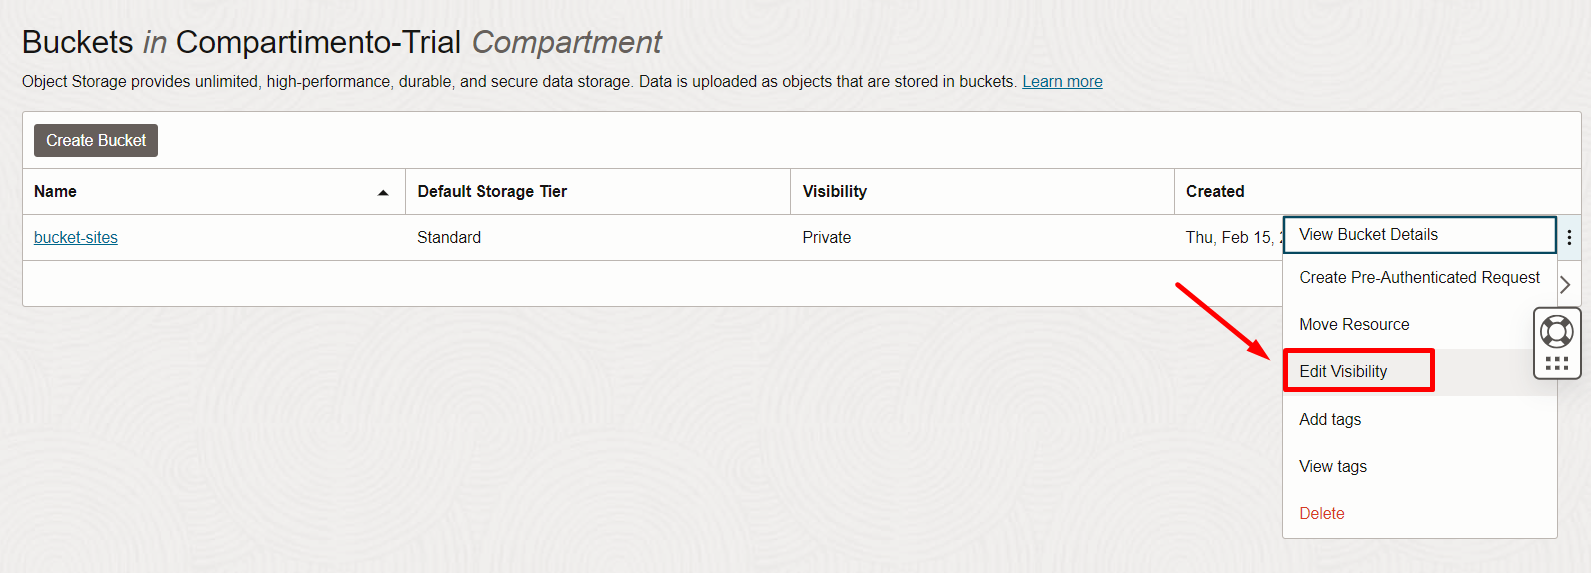 Buckets in Compartimento-Trial Compartment
Object Storage provides unlimited, high-performance, durable, and secure data storage. Data is uploaded as objects that are stored in buckets. Learn more
Create Bucket
Name Default Storage Tier Visibility Created
bucket-sites Standard Private Thu, Feb 15,
View Bucket Details
Create Pre-Authenticated Request
Move Resource
Edit Visibility
Add tags
View tags
Delete